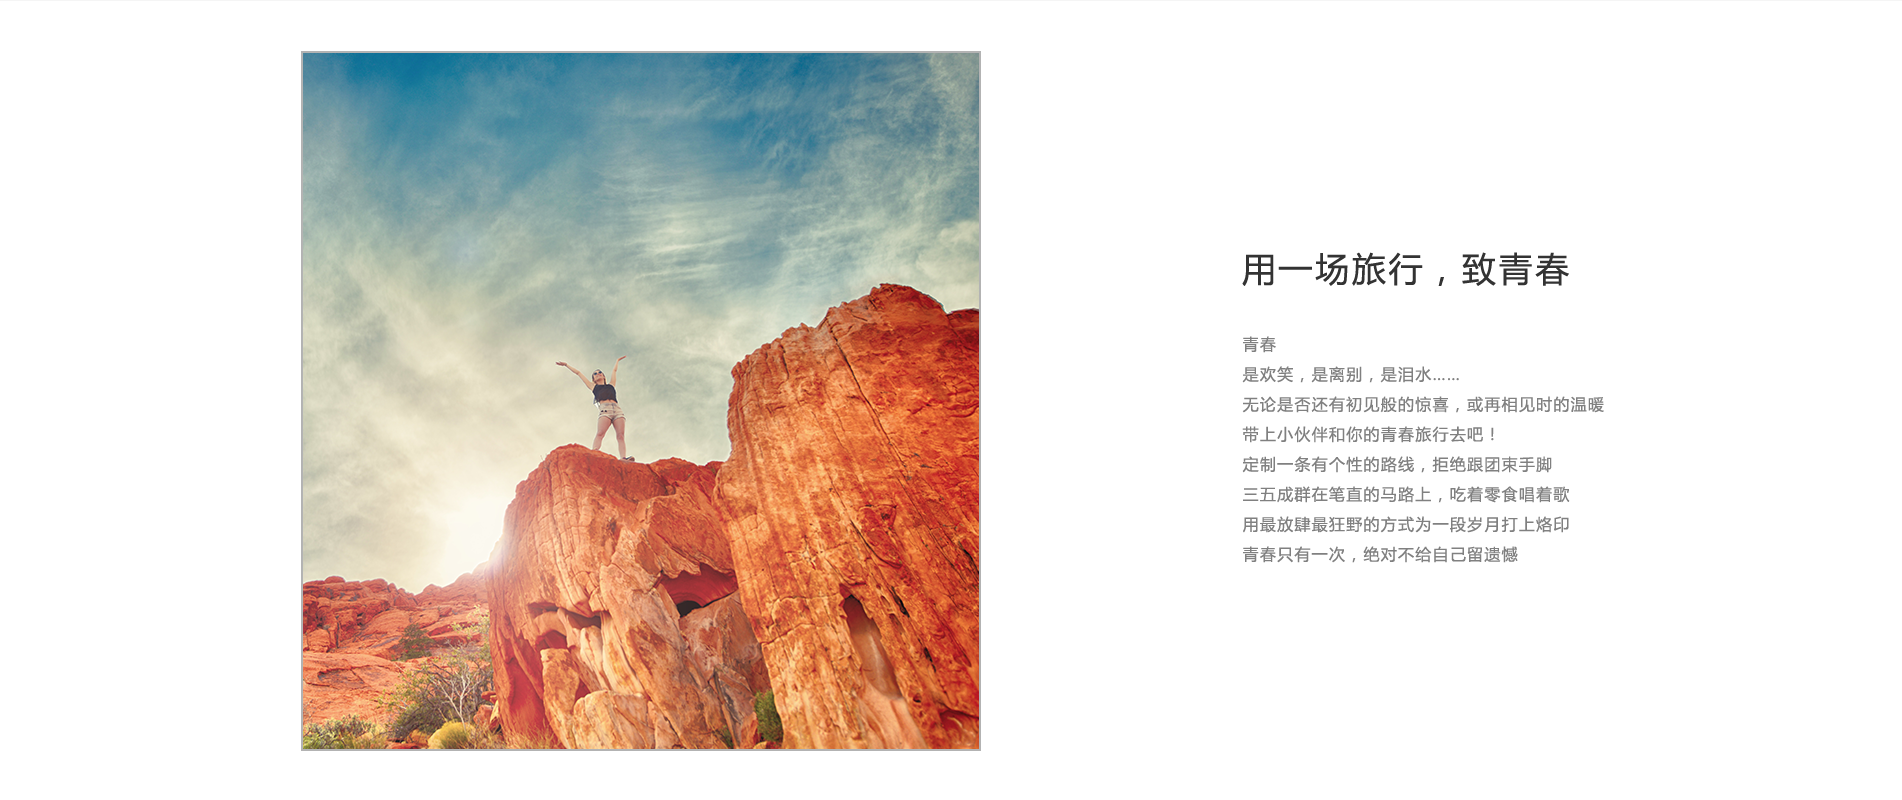 用一场旅行，致青春
青春
是欢笑，是离别，是泪水……
无论是否还有初见般的惊喜，或再相见时的温暖
带上小伙伴和你的青春旅行去吧！
定制一条有个性的路线，拒绝跟团束手脚
三五成群在笔直的马路上，吃着零食唱着歌
用最放肆最狂野的方式为一段岁月打上烙印
青春只有一次，绝对不给自己留遗憾